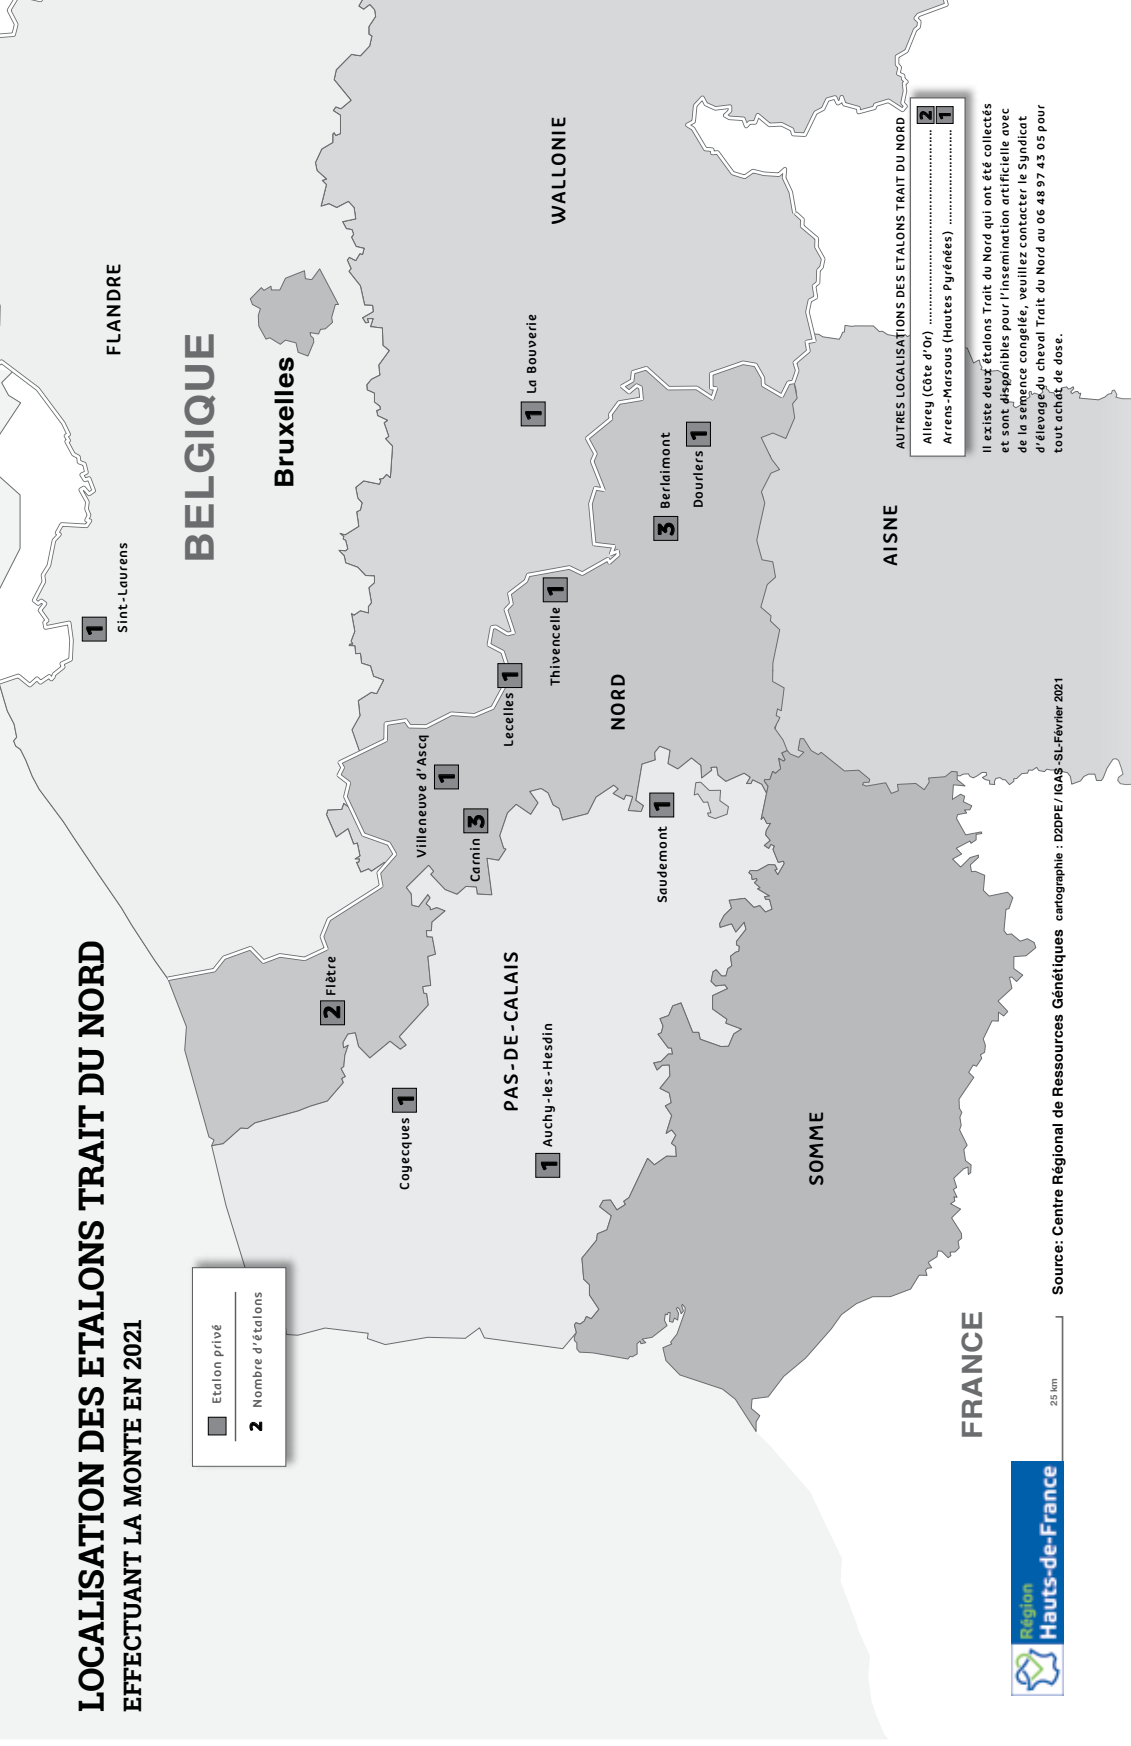 LOCALISATION DES ETALONS TRAIT DU NORD
EFFECTUANT LA MONTE EN 2021
Etalon privé
2 Nombre d'étalons
FLANDRE
BELGIQUE
Bruxelles
1
Sint-Laurens
WALLONIE
1 La Bouverie
2 Flètre
Villeneuve d'Ascq 1
Carnin 3
Lecelles 1
Thivencelle 1
3 Berlaimont
Dourlers 1
NORD
Coyecques 1
PAS-DE-CALAIS
1 Auchy-les-Hesdin
Saudemont 1
SOMME
AISNE
FRANCE
AUTRES LOCALISATIONS DES ETALONS TRAIT DU NORD
Allerey (Côte d'Or) 2
Arrens-Marsous (Hautes Pyrénées) 1
Il existe deux étalons Trait du Nord qui ont été collectés
et sont disponibles pour l'insemination artificielle avec
de la semence congelée, veuillez contacter le Syndicat
d'élevage du cheval Trait du Nord au 06 48 97 43 05 pour
tout achat de dose.
Région
Hauts-de-France
25 km
Source: Centre Régional de Ressources Génétiques cartographie : D2DPE / IGAS -SL-Février 2021